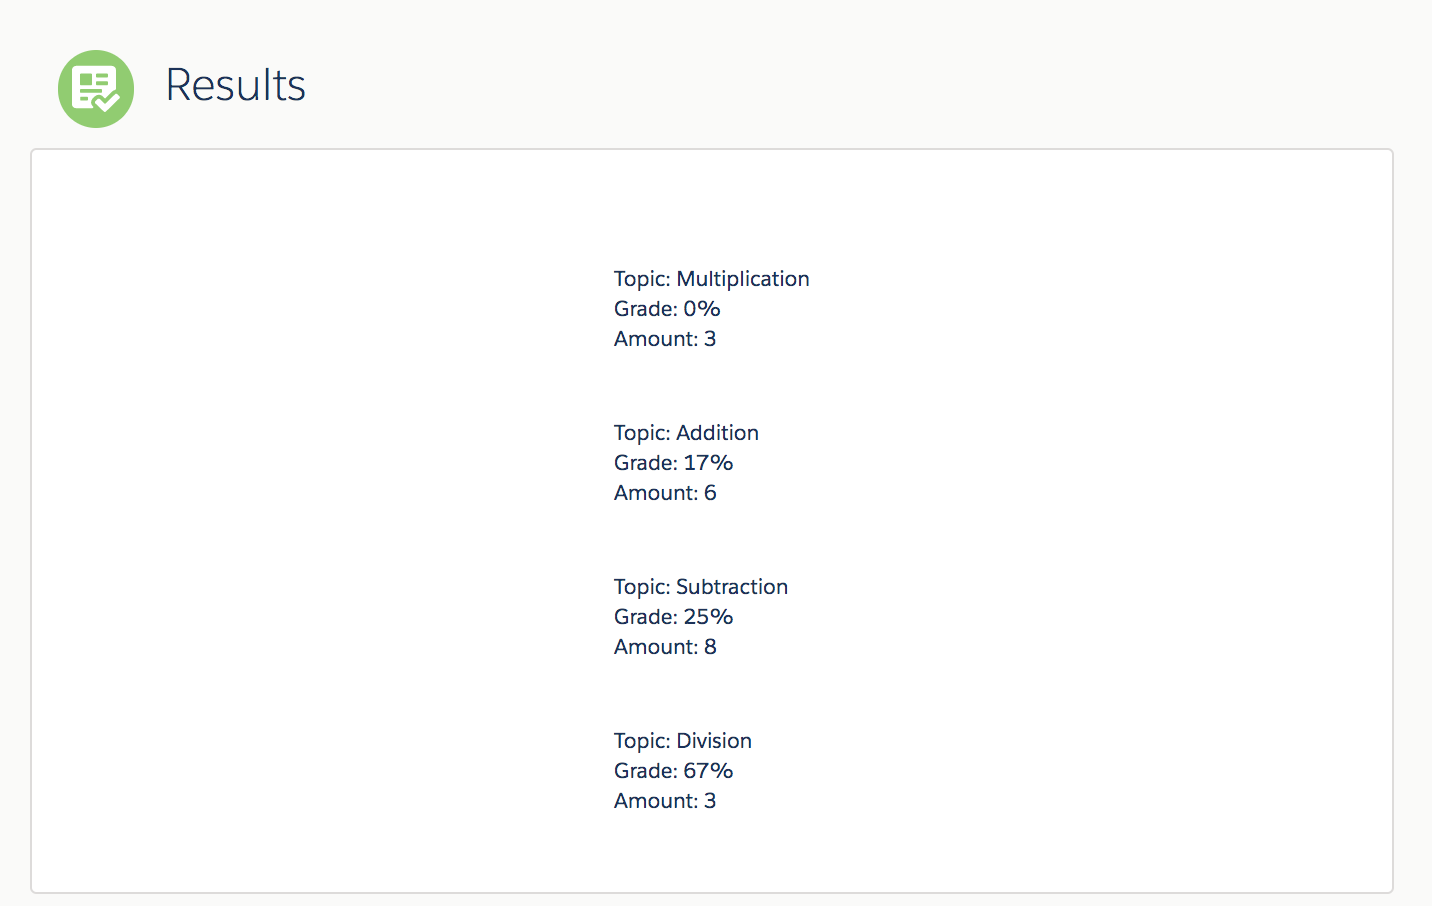 Results
Topic: Multiplication
Grade: 0%
Amount: 3
Topic: Addition
Grade: 17%
Amount: 6
Topic: Subtraction
Grade: 25%
Amount: 8
Topic: Division
Grade: 67%
Amount: 3